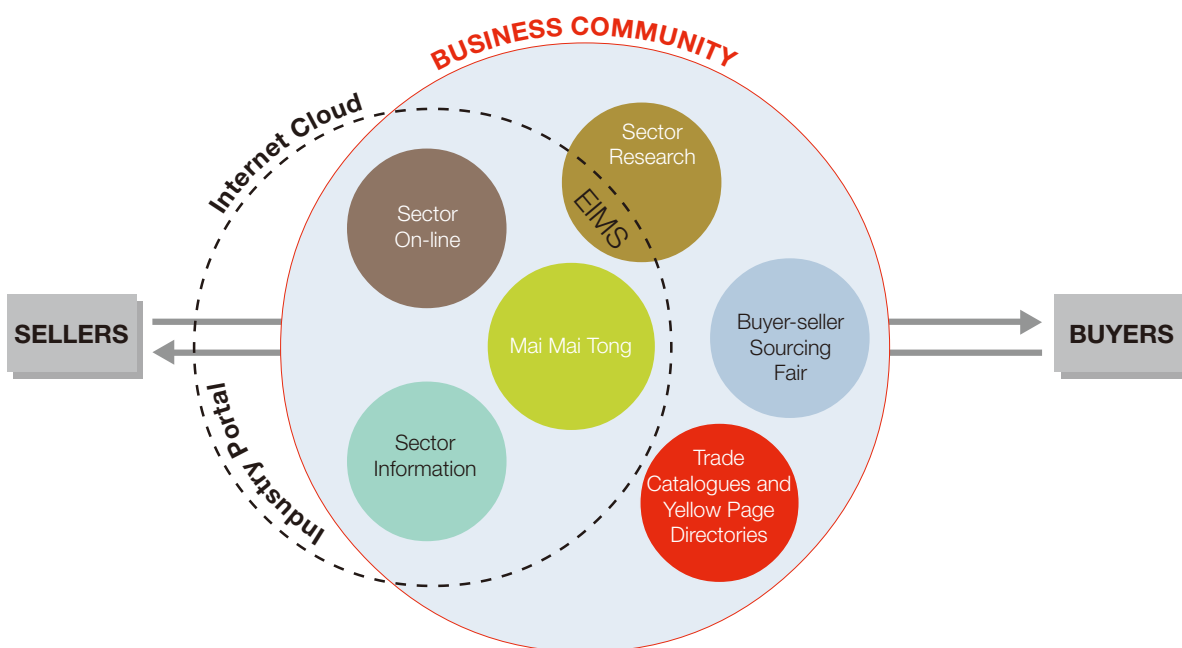 BUSINESS COMMUNITY
Internet Cloud
Sector
Research
EIMS
Sector
On-line
SELLERS
Mai Mai Tong
Buyer-seller
Sourcing
Fair
BUYERS
Industry Portal
Sector
Information
Trade
Catalogues and
Yellow Page
Directories